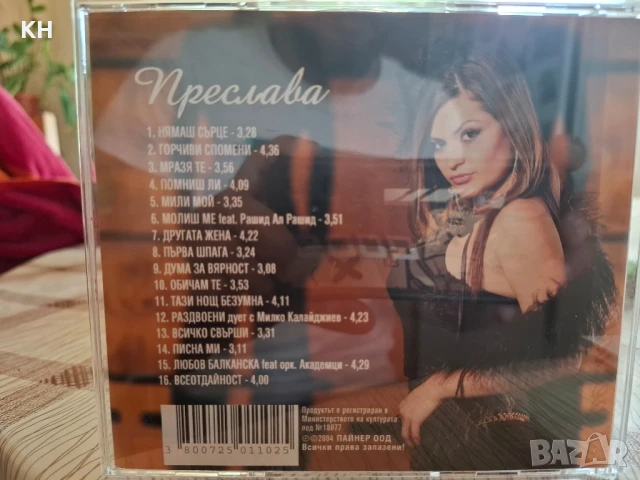 KH
Преслава
1. НЯМАШ СЪРЦЕ - 3,28
2. ГОРЧИВИ СПОМЕНИ - 4,36
3. МРАЗЯ ТЕ - 3,56
4. ПОМНИШ ЛИ - 4,09
5. МИЛИ МОЙ - 3,35
6. МОЛИШ МЕ feat. Рашид Ал Рашид - 3,51
7. ДРУГАТА ЖЕНА - 4,22
8. ПЪРВА ШПАГА - 3,24
9. ДУМА ЗА ВЯРНОСТ - 3,08
10. ОБИЧАМ ТЕ - 3,53
11. ТАЗИ НОЩ БЕЗУМНА - 4,11
12. РАЗДВОЕНИ дует с Милко Калайджиев - 4,23
13. ВСИЧКО СВЪРШИ - 3,31
14. ПИСНА МИ - 3,11
15. ЛЮБОВ БАЛКАНСКА feat орк. Академци - 4,29
16. ВСЕОТДАЙНОСТ - 4,00
Продуктът е регистриран в
Министерството на културата
под №10077
℗©2004 ПАЙНЕР ООД
Всички права запазени!
3 800725 011025
BAZAR
bg